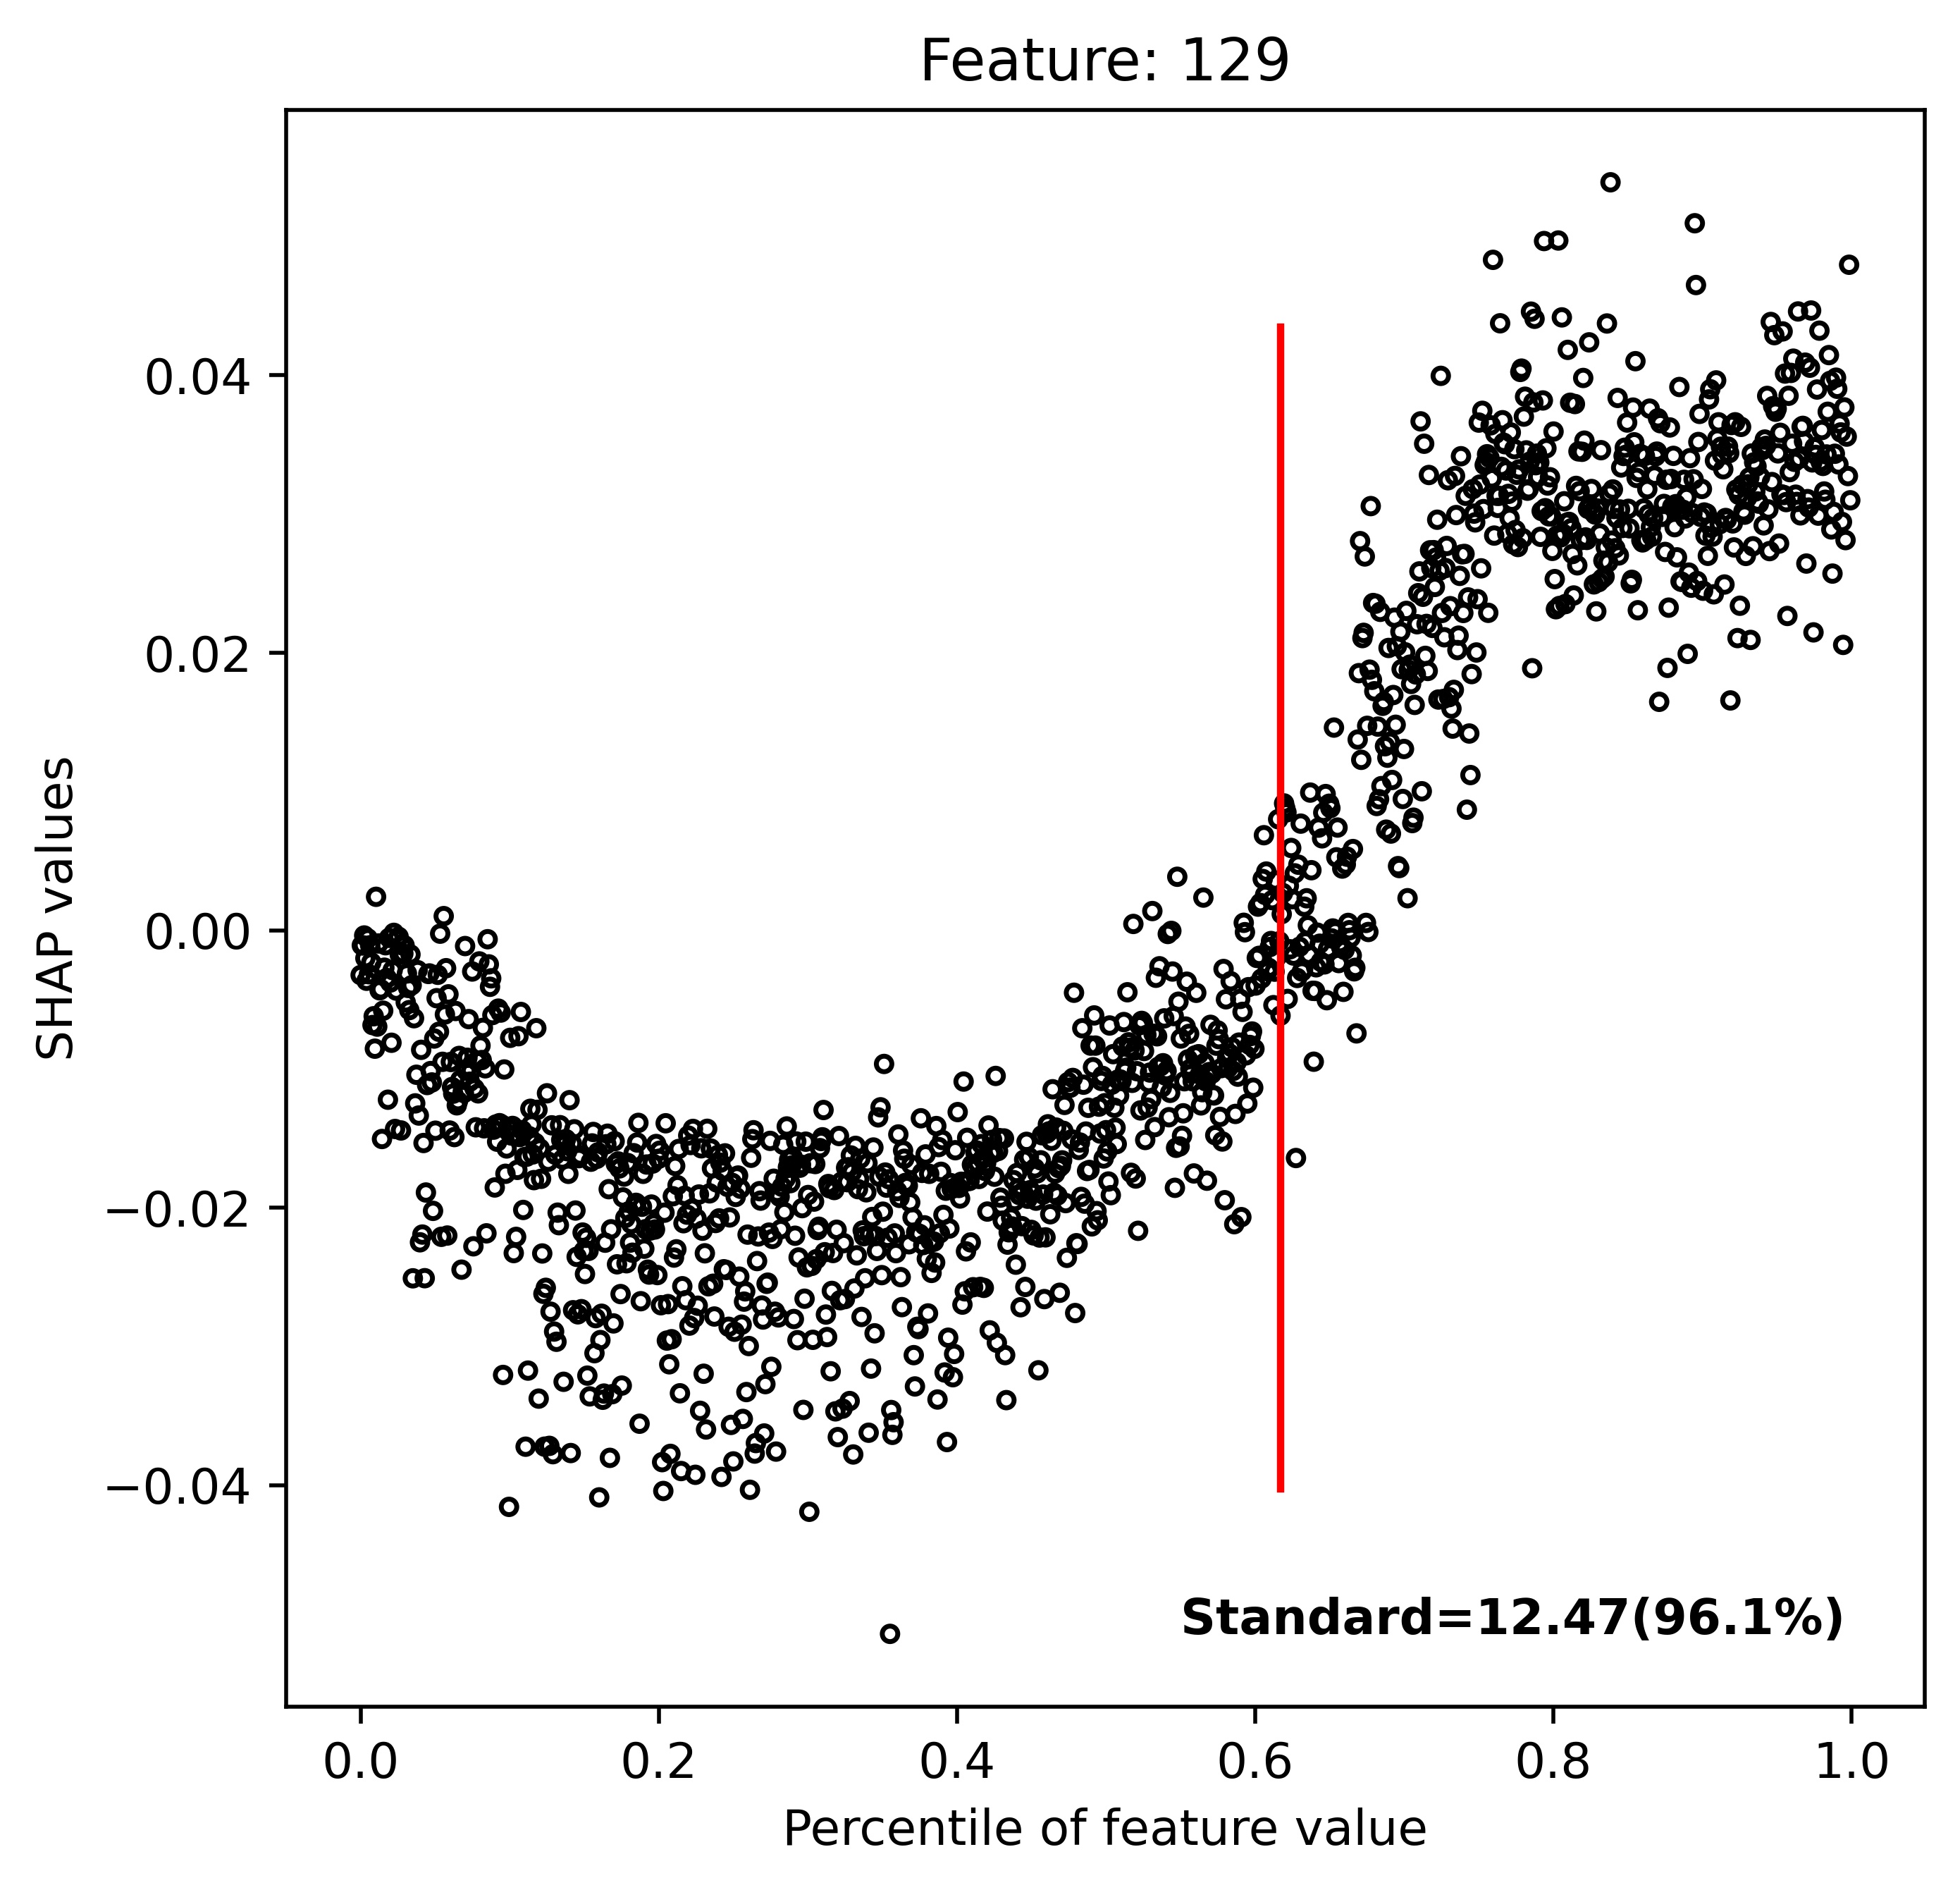 Feature: 129
0.04
0.02
0.00
−0.02
−0.04
SHAP values
Standard=12.47(96.1%)
0.0 0.2 0.4 0.6 0.8 1.0
Percentile of feature value